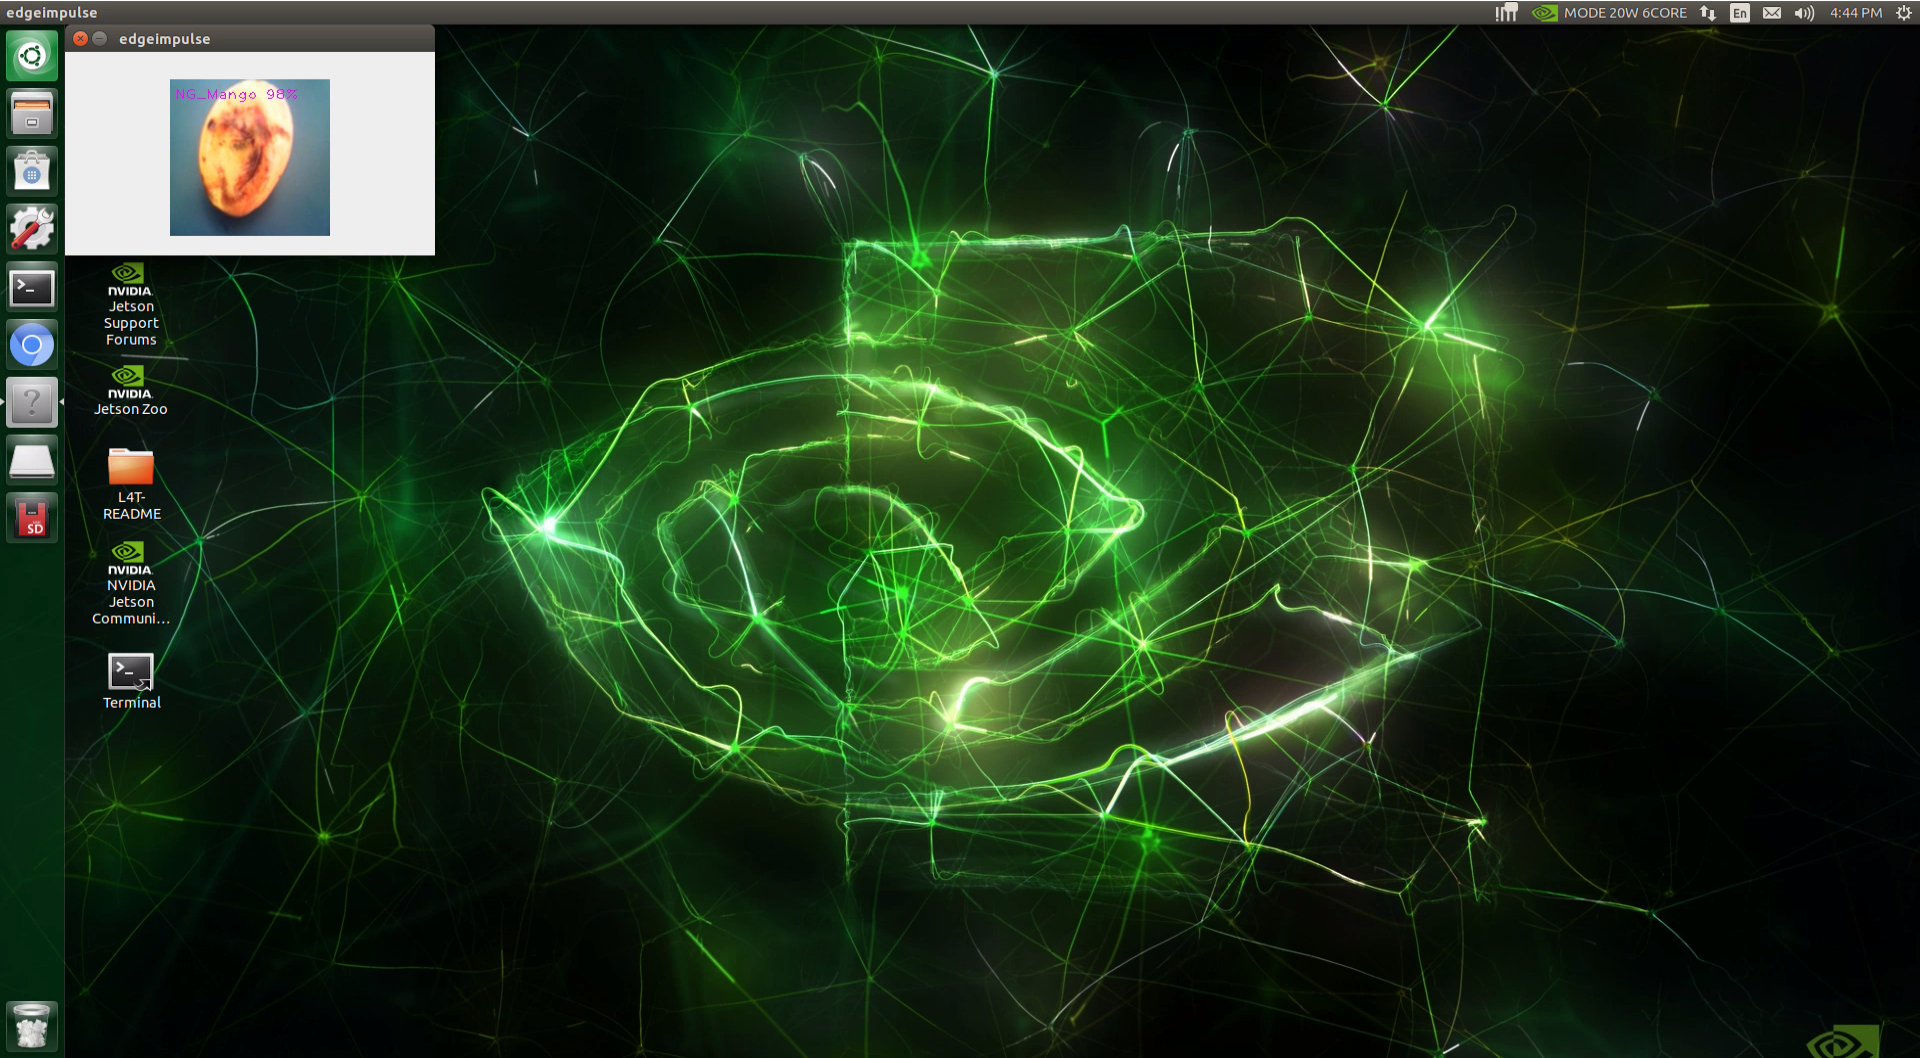 edgeimpulse
MODE 20W 6CORE
En
4:44 PM
edgeimpulse
NG_Mango 98%
NVIDIA.
Jetson
Support
Forums
NVIDIA.
Jetson Zoo
L4T-
README
NVIDIA.
NVIDIA
Jetson
Communi...
>_
Terminal
>_
?
SD